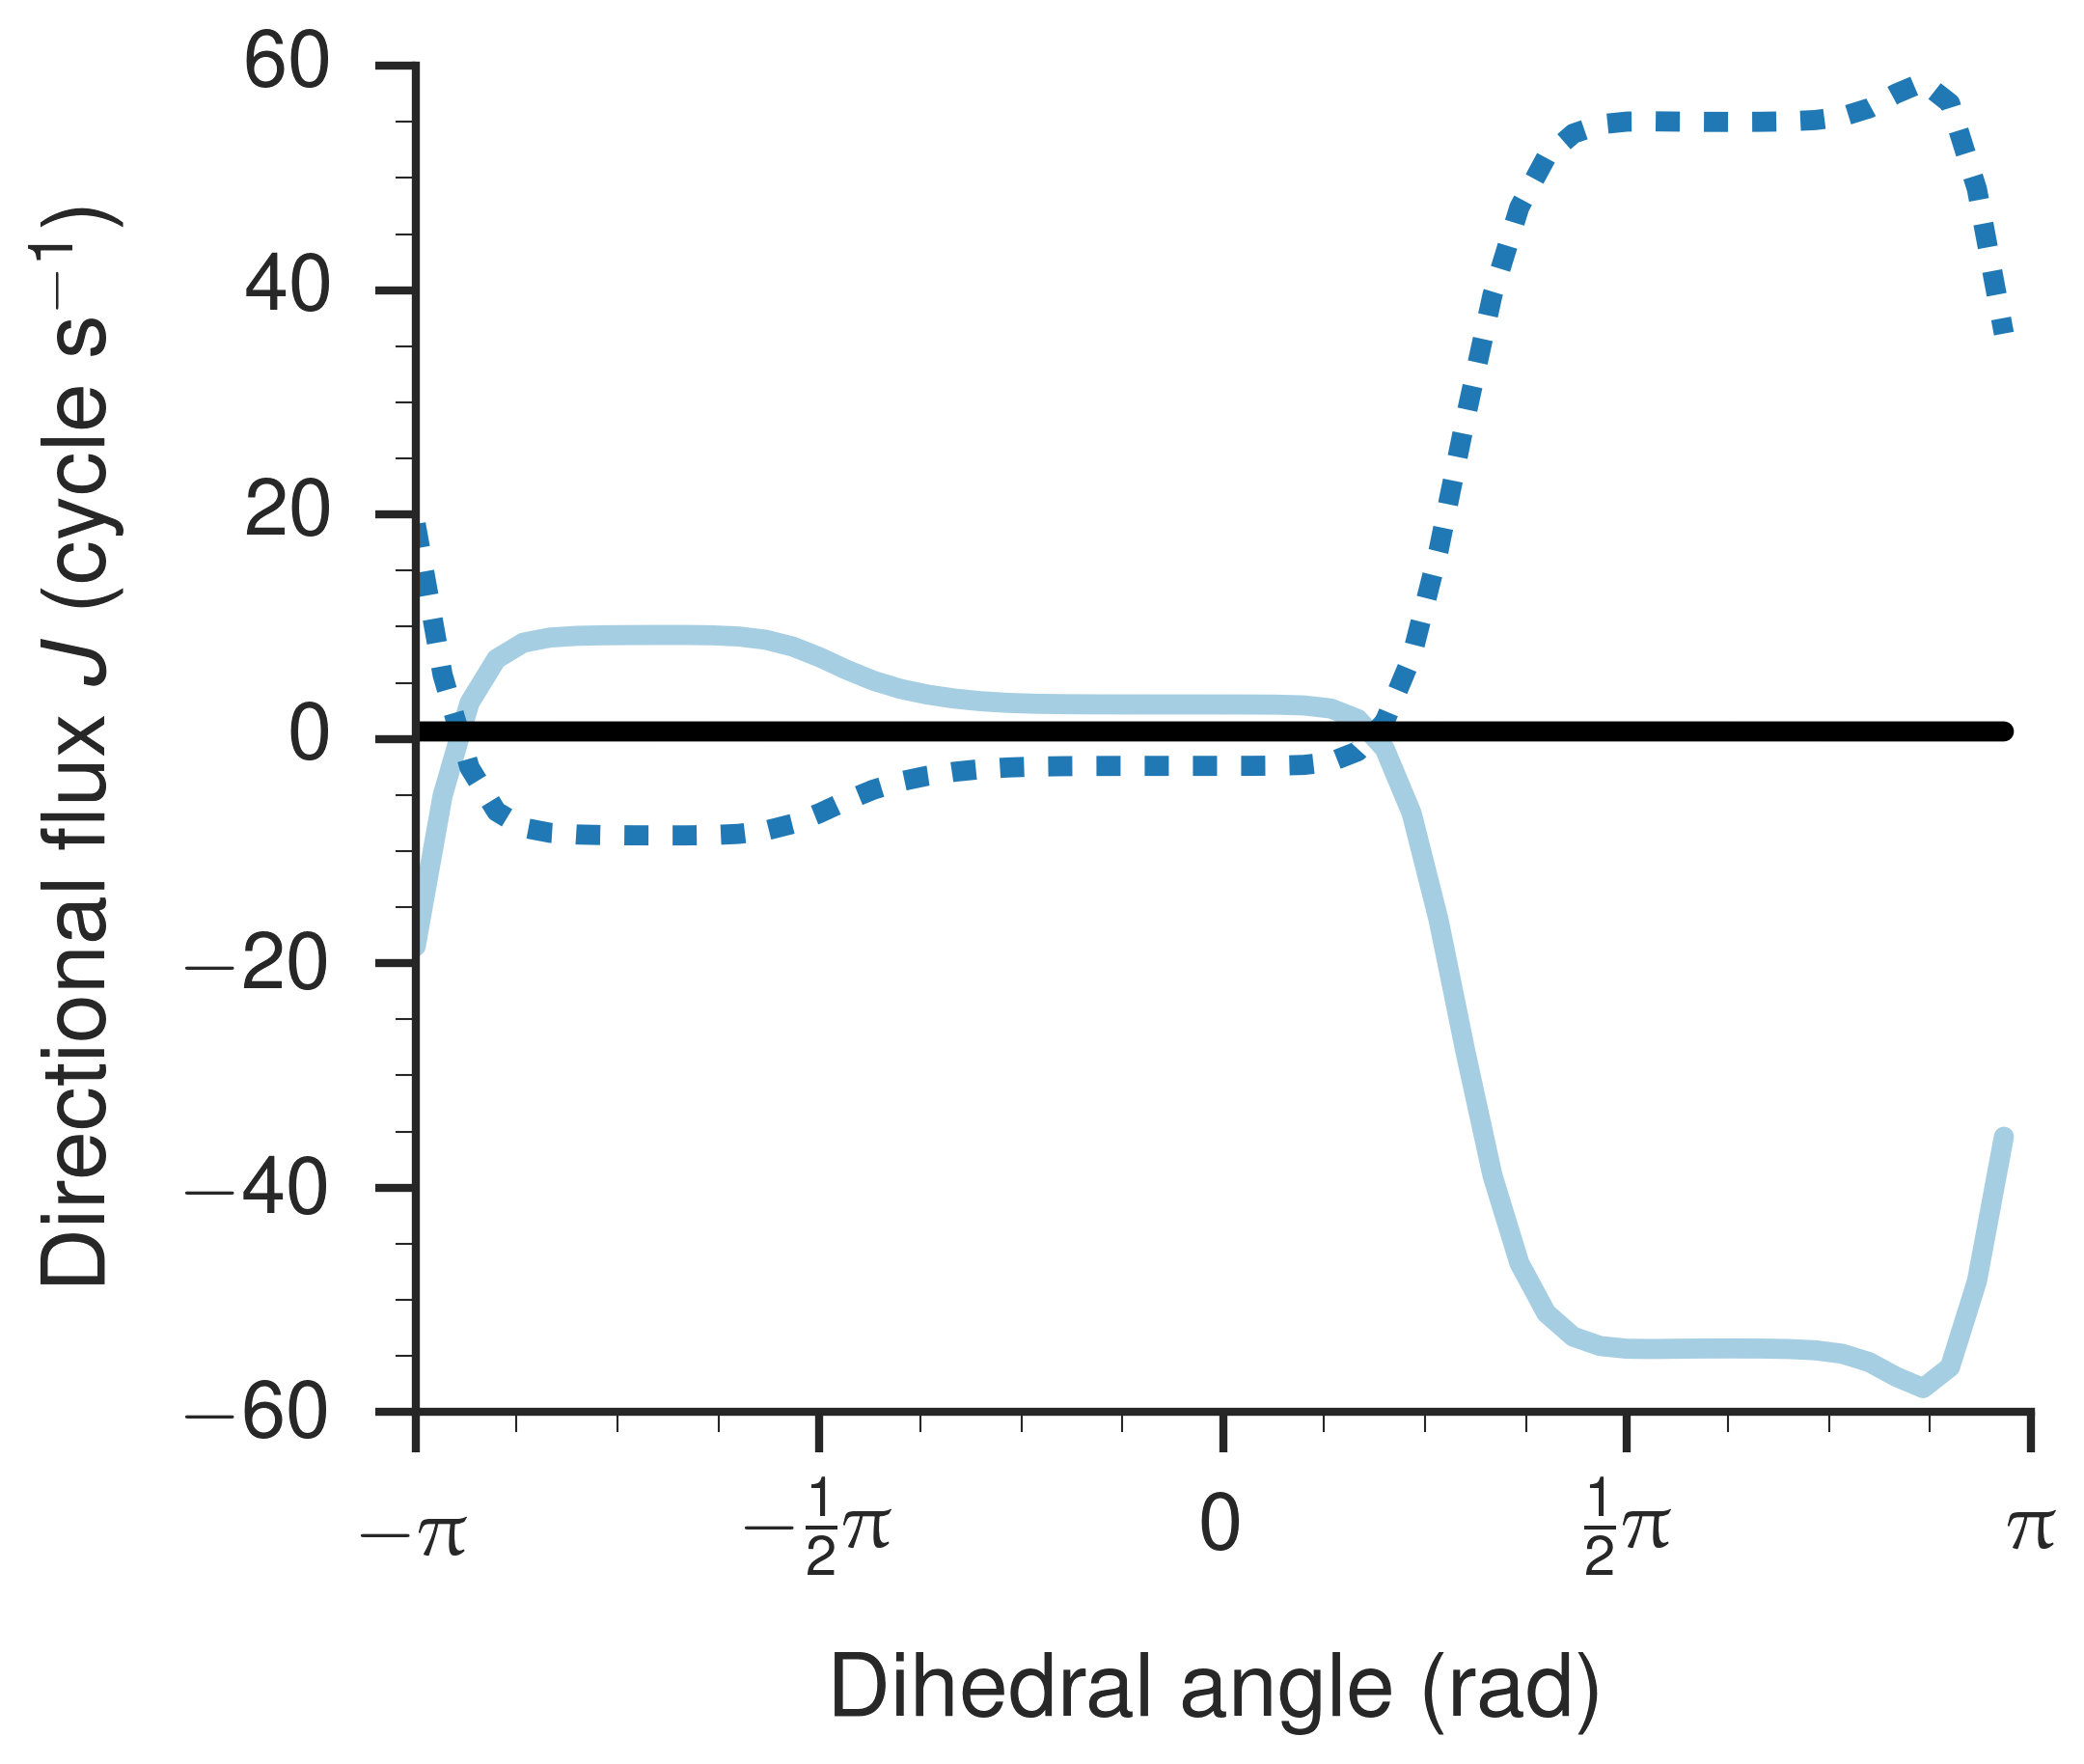 Directional flux J (cycle s⁻¹)
60
40
20
0
−20
−40
−60
−π
−½π
0
½π
π
Dihedral angle (rad)